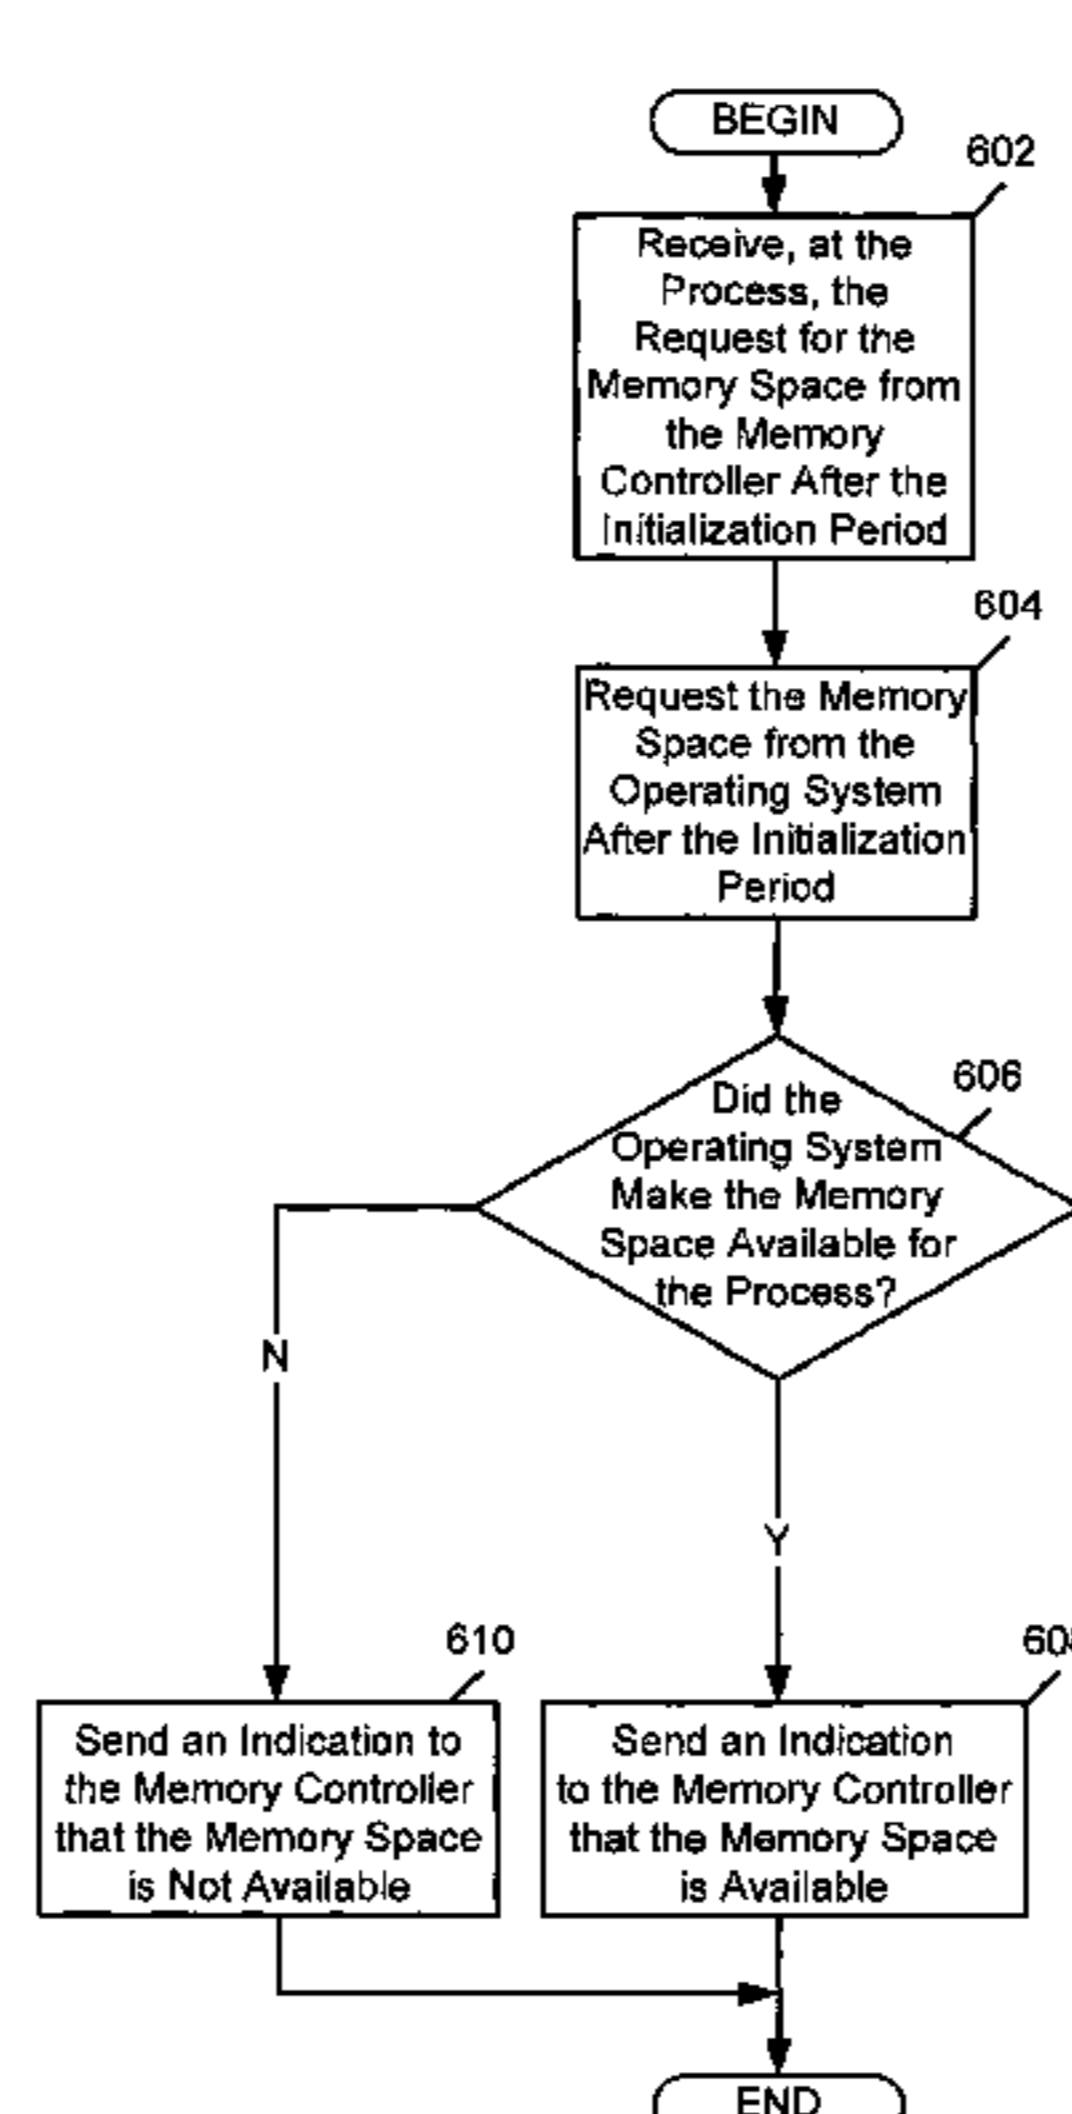 BEGIN
602
Receive, at the
Process, the
Request for the
Memory Space from
the Memory
Controller After the
Initialization Period
604
Request the Memory
Space from the
Operating System
After the Initialization
Period
606
Did the
Operating System
Make the Memory
Space Available for
the Process?
N
Y
610
Send an Indication to
the Memory Controller
that the Memory Space
is Not Available
Send an Indication
to the Memory Controller
that the Memory Space
is Available
END